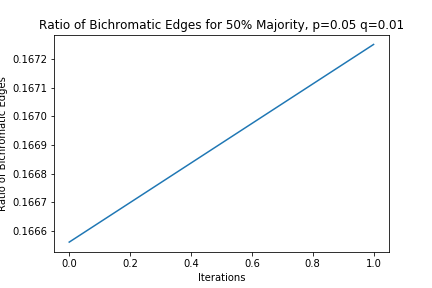 Ratio of Bichromatic Edges for 50% Majority, p=0.05 q=0.01
Ratio of Bichromatic Edges
0.1672
0.1671
0.1670
0.1669
0.1668
0.1667
0.1666
0.0 0.2 0.4 0.6 0.8 1.0
Iterations